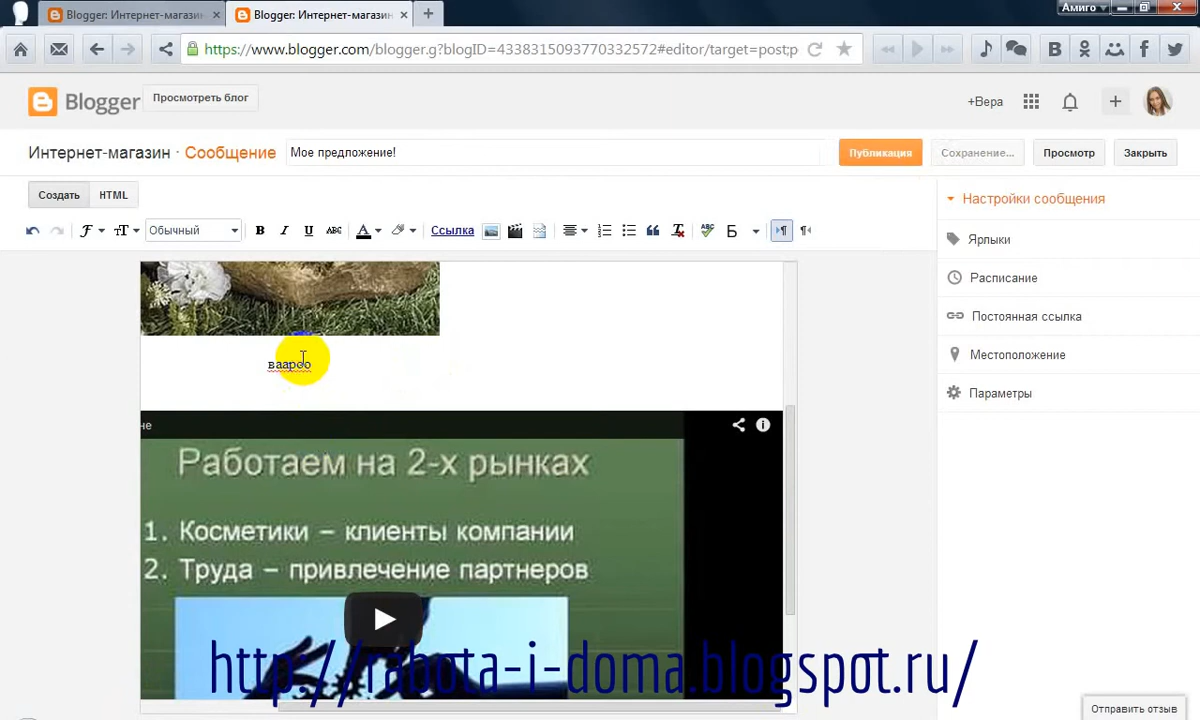 Blogger: Интернет-магазин
Blogger: Интернет-магазин
Амиго
https://www.blogger.com/blogger.g?blogID=4338315093770332572#editor/target=post;p
Blogger
Просмотреть блог
+Вера
Интернет-магазин · Сообщение
Мое предложение!
Публикация
Сохранение...
Просмотр
Закрыть
Создать
HTML
Обычный
Ссылка
Настройки сообщения
Ярлыки
Расписание
Постоянная ссылка
Местоположение
Параметры
ваарсо
не
Работаем на 2-х рынках
1. Косметики – клиенты компании
2. Труда – привлечение партнеров
http://rabota-i-doma.blogspot.ru/
Отправить отзыв